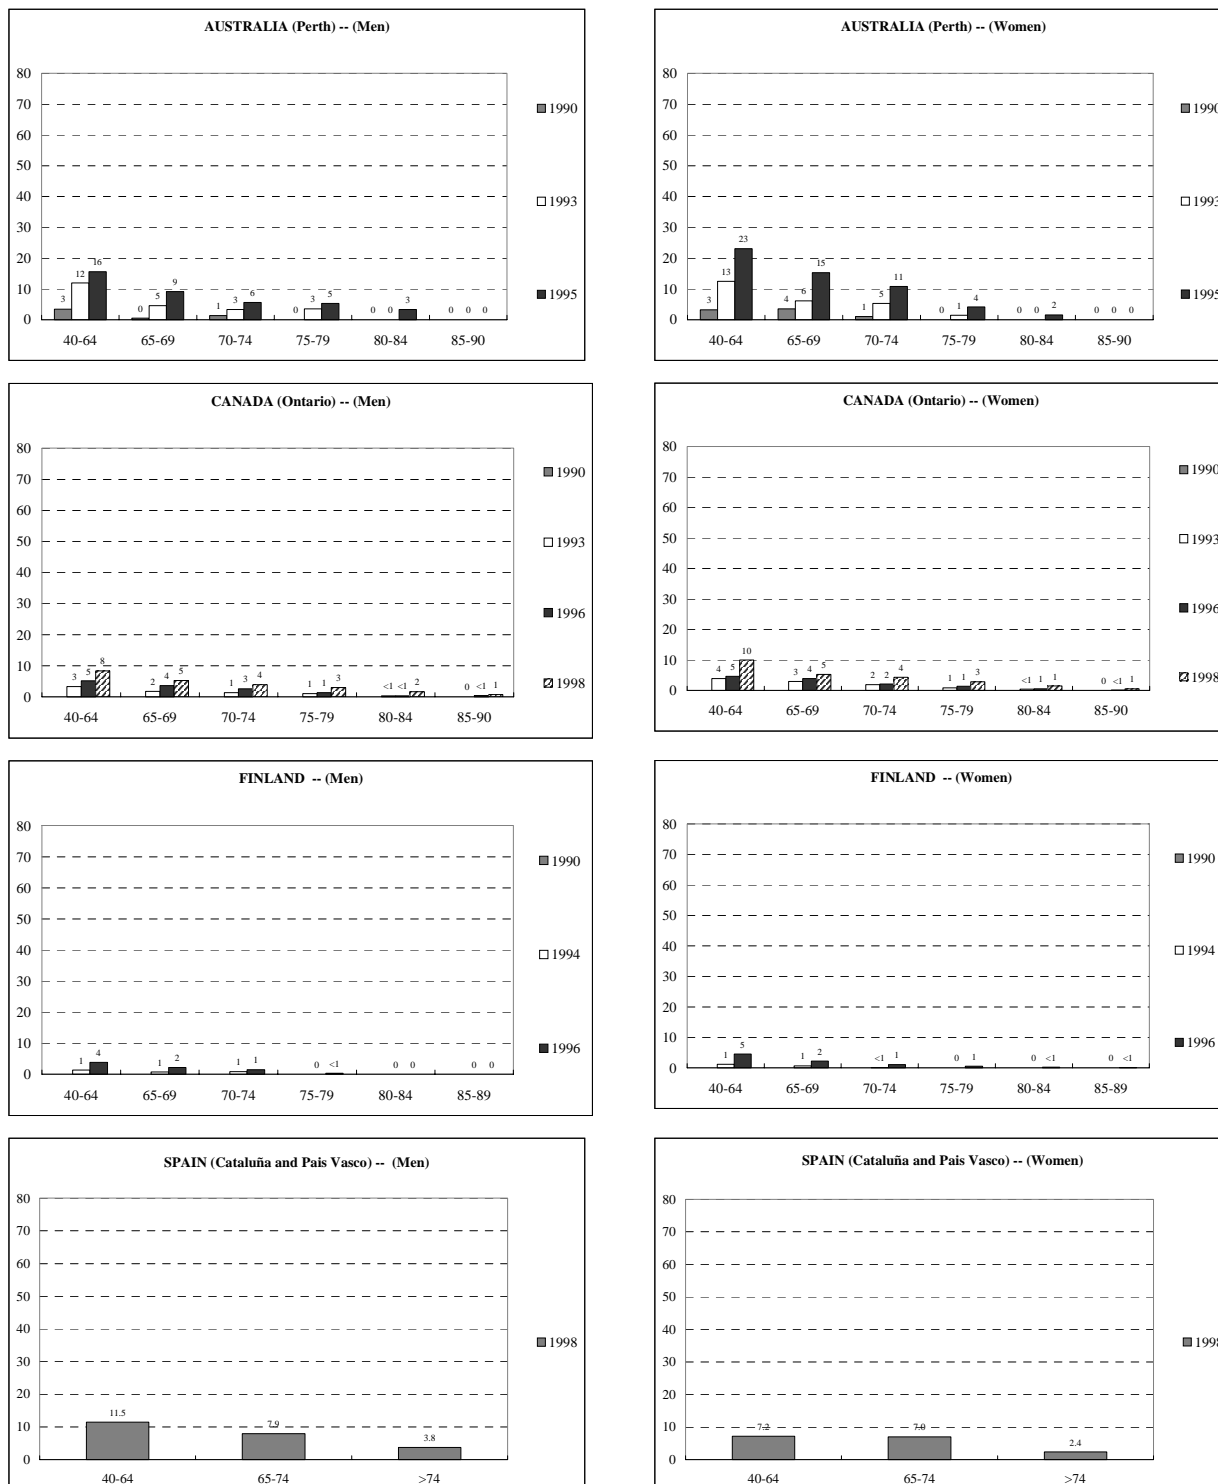 AUSTRALIA (Perth) -- (Men)
80
70
60
50
40
30
20
10
0
3 12 16
0 5 9
1 3 6
0 3 5
0 0 3
0 0 0
40-64 65-69 70-74 75-79 80-84 85-90
1990
1993
1995
AUSTRALIA (Perth) -- (Women)
80
70
60
50
40
30
20
10
0
3 13 23
4 6 15
1 5 11
0 1 4
0 0 2
0 0 0
40-64 65-69 70-74 75-79 80-84 85-90
1990
1993
1995
CANADA (Ontario) -- (Men)
80
70
60
50
40
30
20
10
0
3 5 8
2 4 5
1 3 4
1 1 3
<1 <1 2
0 <1 1
40-64 65-69 70-74 75-79 80-84 85-90
1990
1993
1996
1998
CANADA (Ontario) -- (Women)
80
70
60
50
40
30
20
10
0
4 5 10
3 4 5
2 2 4
1 1 3
<1 1 1
0 <1 1
40-64 65-69 70-74 75-79 80-84 85-90
1990
1993
1996
1998
FINLAND -- (Men)
80
70
60
50
40
30
20
10
0
1 4
1 2
1 1
0 <1
0 0
0 0
40-64 65-69 70-74 75-79 80-84 85-89
1990
1994
1996
FINLAND -- (Women)
80
70
60
50
40
30
20
10
0
1 5
1 2
<1 1
0 1
0 <1
0 <1
40-64 65-69 70-74 75-79 80-84 85-89
1990
1994
1996
SPAIN (Cataluña and Pais Vasco) -- (Men)
80
70
60
50
40
30
20
10
0
11.5 7.9 3.8
40-64 65-74 >74
1998
SPAIN (Cataluña and Pais Vasco) -- (Women)
80
70
60
50
40
30
20
10
0
7.2 7.0 2.4
40-64 65-74 >74
1998